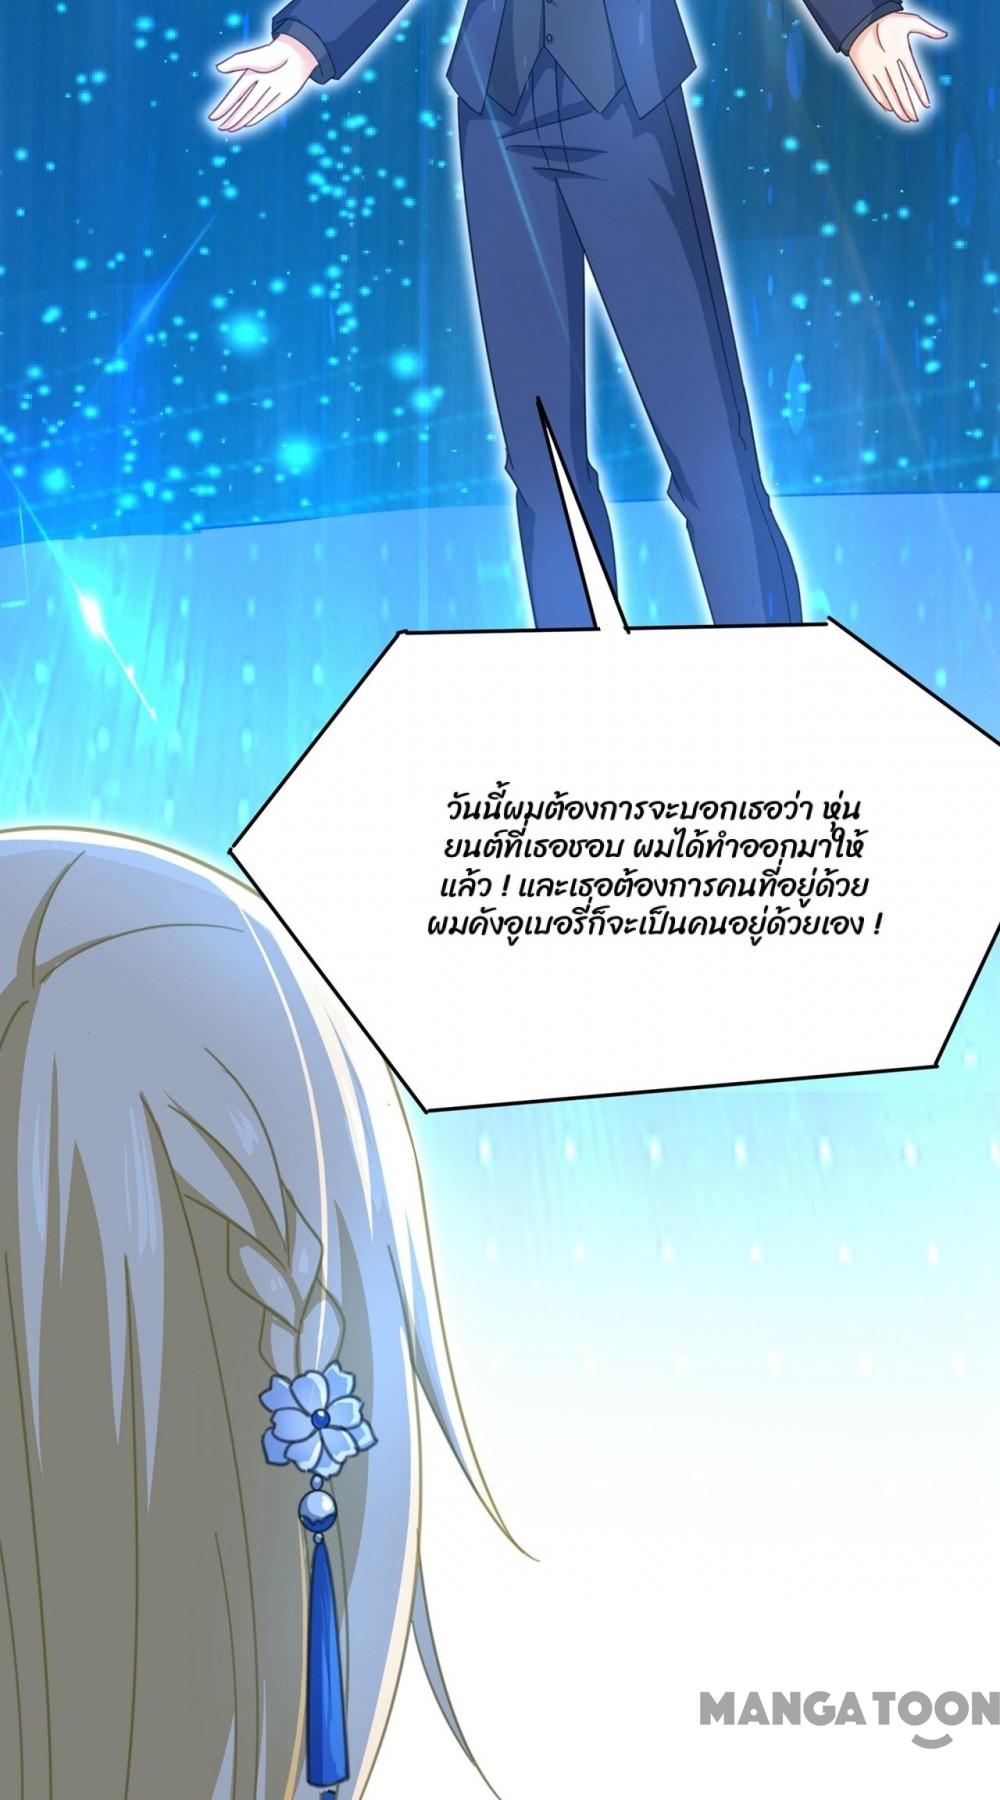 วันนี้ผมต้องการจะบอกเธอว่า หุ่น
ยนต์ที่เธอชอบ ผมได้ทำออกมาให้
แล้ว ! และเธอต้องการคนที่อยู่ด้วย
ผมคังอูเบอรี่ก็จะเป็นคนอยู่ด้วยเอง !
MANGATOON